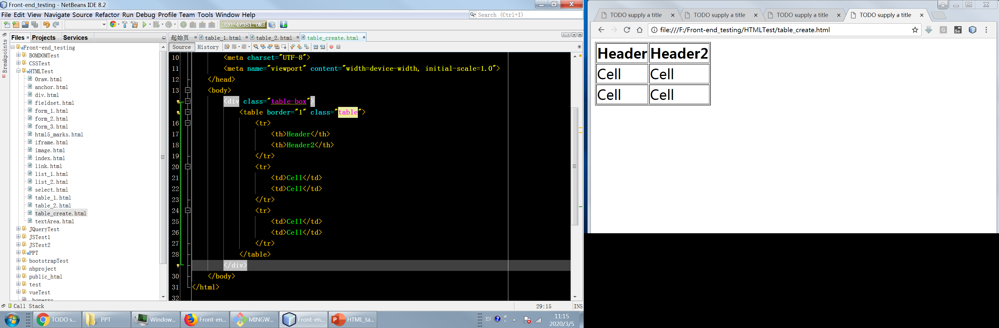 Front-end_testing - NetBeans IDE 8.2
File Edit View Navigate Source Refactor Run Debug Profile Team Tools Window Help
Search (Ctrl+I)
320.4/351.0MB
Breakpoints
Files Projects Services
Front-end_testing
BOMDOMTest
CSSTest
HTMLTest
0raw.html
anchor.html
div.html
fieldset.html
form_1.html
form_2.html
form_3.html
html5_marks.html
iframe.html
image.html
index.html
link.html
list_1.html
list_2.html
select.html
table_1.html
table_2.html
table_create.html
textArea.html
JQueryTest
JSTest1
JSTest2
PPT
bootstrapTest
nbproject
public_html
test
vueTest
.bowerrc
起始页 table_1.html table_2.html table_create.html
Source History
10 <meta charset="UTF-8">
11 <meta name="viewport" content="width=device-width, initial-scale=1.0">
12 </head>
13 <body>
<div class="table-box">
<table border="1" class="table">
16 <tr>
17 <th>Header</th>
18 <th>Header2</th>
19 </tr>
20 <tr>
21 <td>Cell</td>
22 <td>Cell</td>
23 </tr>
24 <tr>
25 <td>Cell</td>
26 <td>Cell</td>
27 </tr>
28 </table>
</div>
30 </body>
31 </html>
32
Call Stack
29:15 INS
TODO s... PPT Window... Front-en... MINGW... Front-en... HTML_ta...
EN
11:15
2020/3/5
TODO supply a title TODO supply a title TODO supply a title TODO supply a title
file:///F:/Front-end_testing/HTMLTest/table_create.html
G Se
Header Header2
Cell Cell
Cell Cell